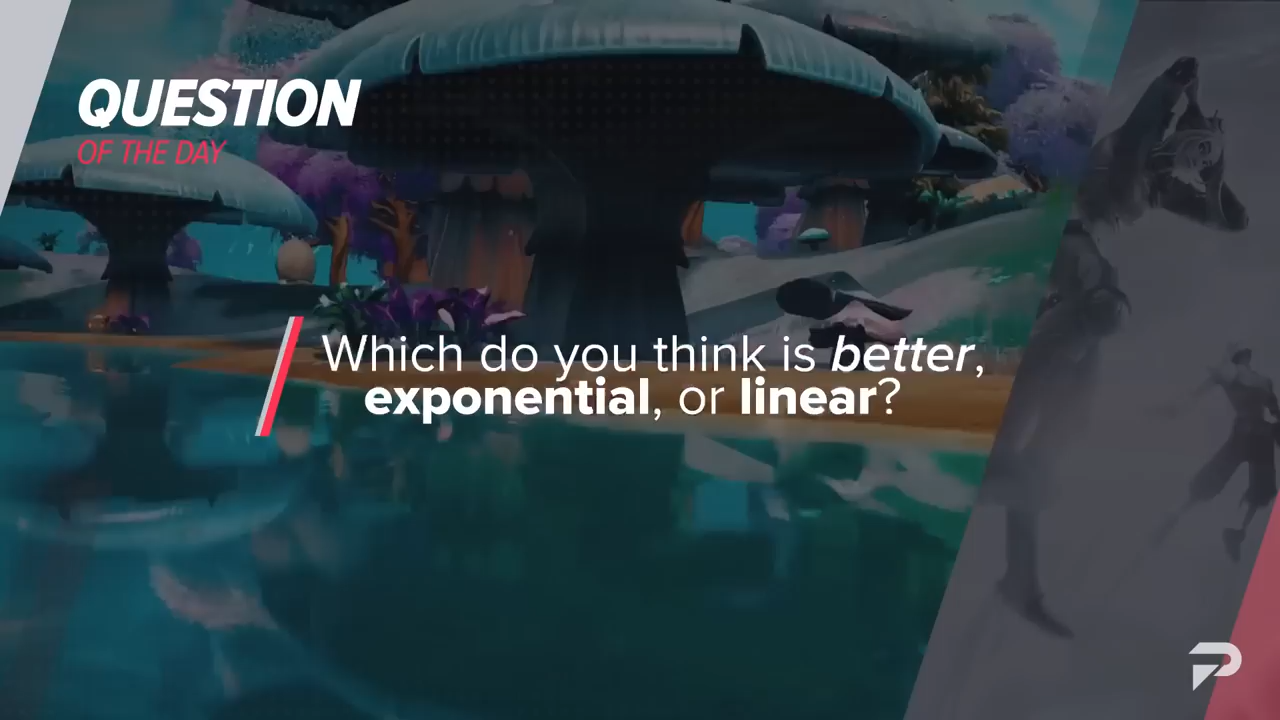 QUESTION
OF THE DAY
Which do you think is better,
exponential, or linear?